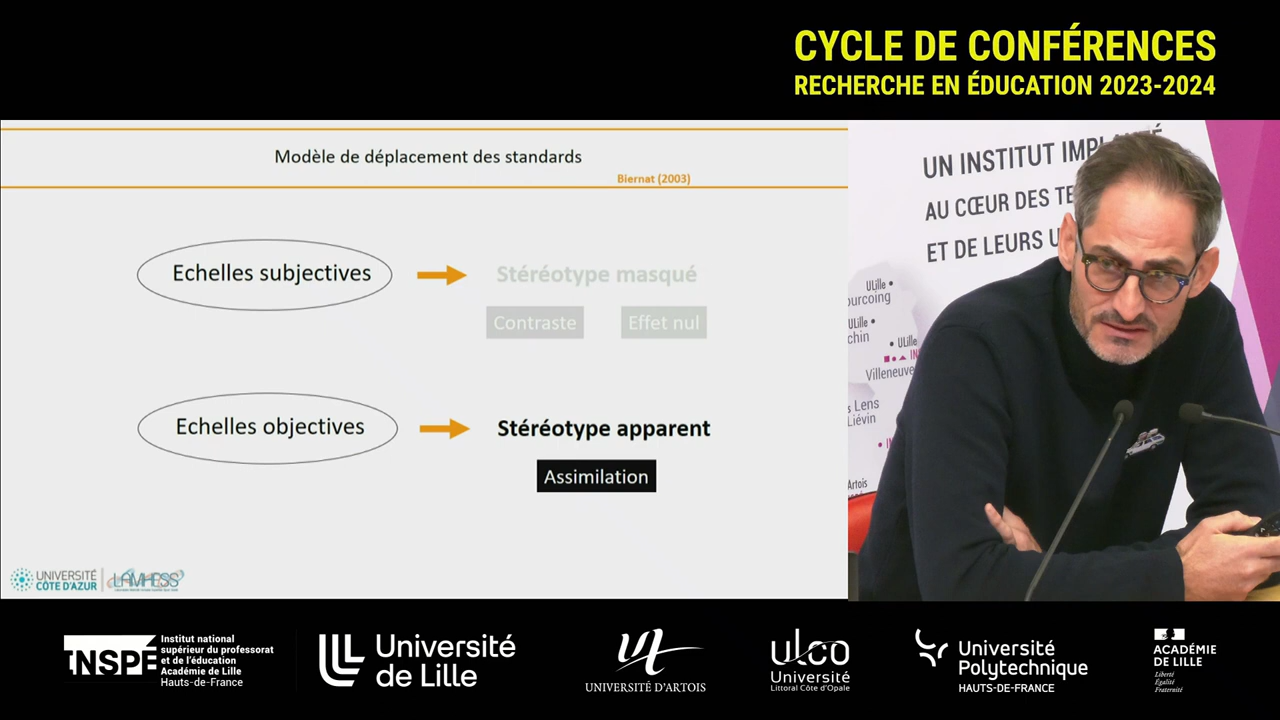 CYCLE DE CONFÉRENCES
RECHERCHE EN ÉDUCATION 2023-2024
Modèle de déplacement des standards
Biernat (2003)
Echelles subjectives
Stéréotype masqué
Contraste
Effet nul
Echelles objectives
Stéréotype apparent
Assimilation
UNIVERSITÉ
CÔTE D'AZUR
LAMHESS
UN INSTITUT
AU CŒUR DES
ET DE LEURS
ULille
ourcoing
ULille
chin
ULille
IN
Villeneuve
s Lens
Liévin
IN
Artois
INSPÉ
Institut national
supérieur du professorat
et de l'éducation
Académie de Lille
Hauts-de-France
Université
de Lille
UNIVERSITÉ D'ARTOIS
ulco
Université
Littoral Côte d'Opale
Université
Polytechnique
HAUTS-DE-FRANCE
ACADÉMIE
DE LILLE
Liberté
Égalité
Fraternité